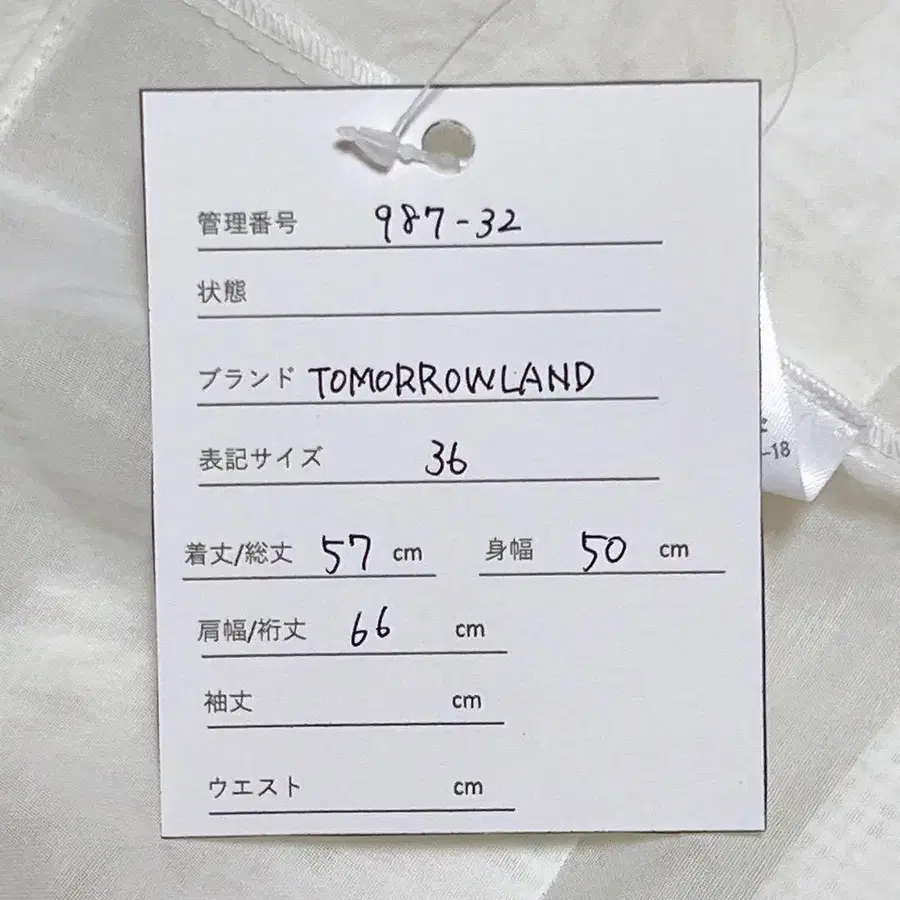 管理番号 987-32
状態
ブランド TOMORROWLAND
表記サイズ 36
着丈/総丈 57 cm 身幅 50 cm
肩幅/裄丈 66 cm
袖丈 cm
ウエスト cm
-18